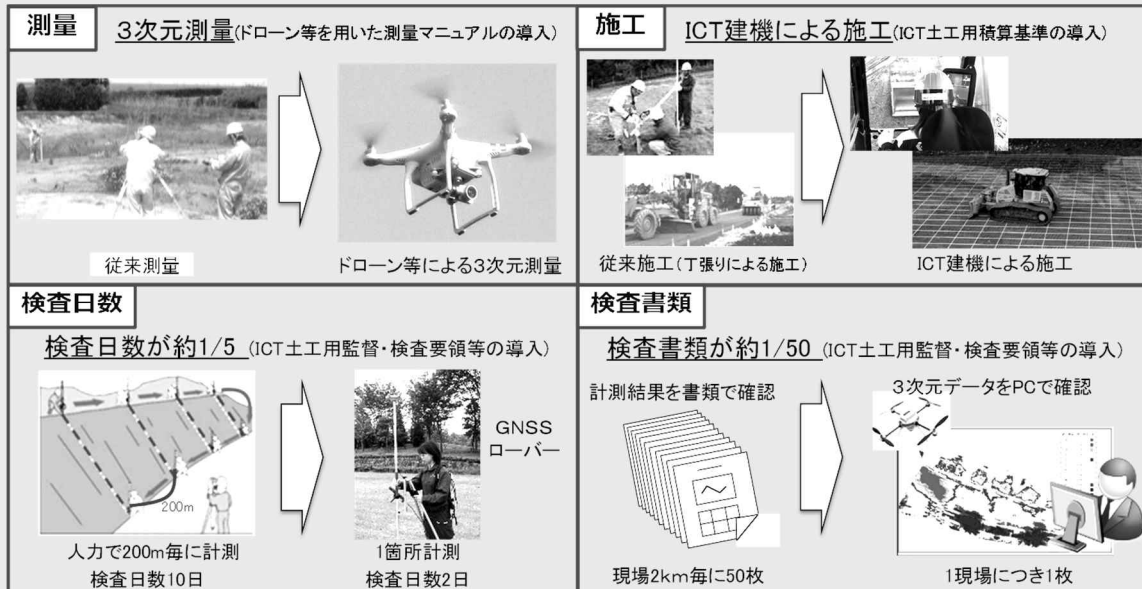 測量
3次元測量(ドローン等を用いた測量マニュアルの導入)
従来測量
ドローン等による3次元測量
施工
ICT建機による施工(ICT土工用積算基準の導入)
従来施工(丁張りによる施工)
ICT建機による施工
検査日数
検査日数が約1/5 (ICT土工用監督・検査要領等の導入)
200m
GNSS
ローバー
人力で200m毎に計測
1箇所計測
検査日数10日
検査日数2日
検査書類
検査書類が約1/50 (ICT土工用監督・検査要領等の導入)
計測結果を書類で確認
3次元データをPCで確認
現場2km毎に50枚
1現場につき1枚